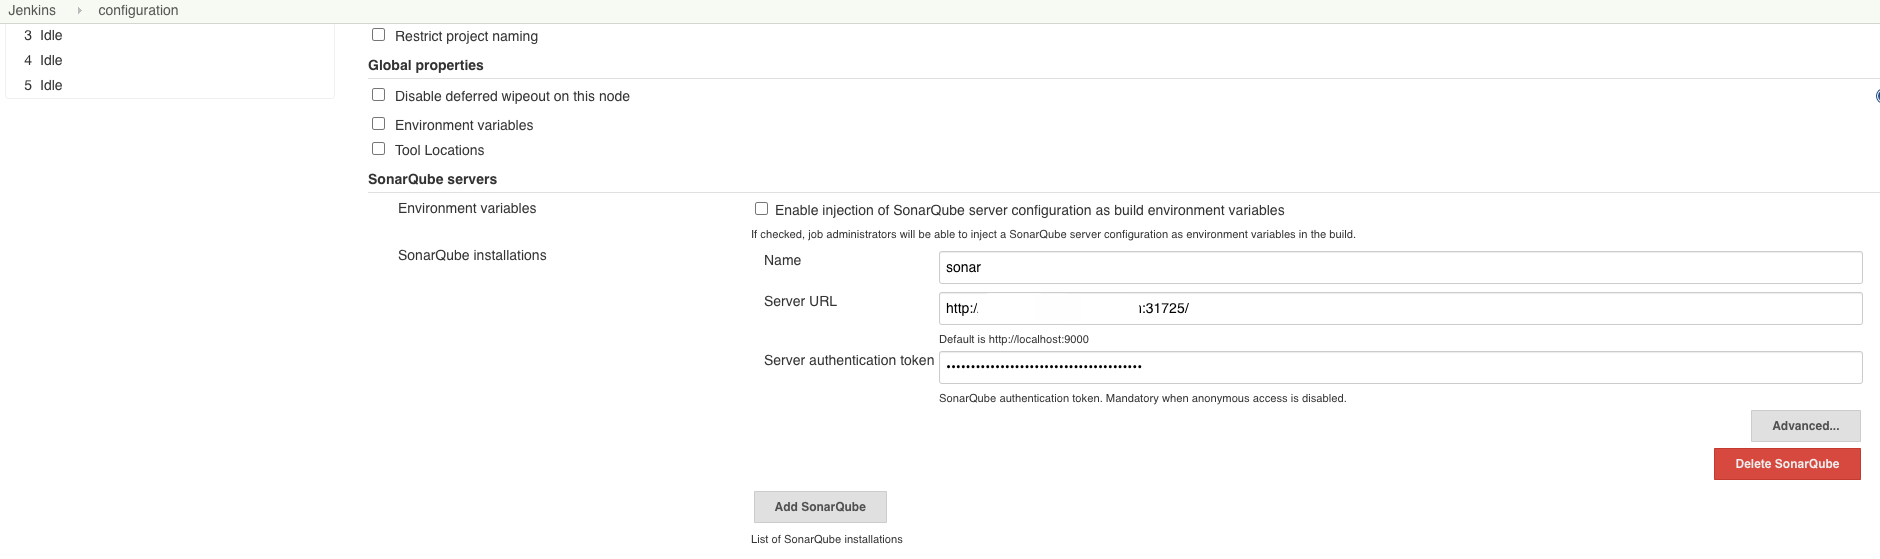 Jenkins configuration
3 Idle
4 Idle
5 Idle
Restrict project naming
Global properties
Disable deferred wipeout on this node
Environment variables
Tool Locations
SonarQube servers
Environment variables
Enable injection of SonarQube server configuration as build environment variables
If checked, job administrators will be able to inject a SonarQube server configuration as environment variables in the build.
SonarQube installations
Name
sonar
Server URL
http:/ :31725/
Default is http://localhost:9000
Server authentication token
••••••••••••••••••••••••••••••••••••••••
SonarQube authentication token. Mandatory when anonymous access is disabled.
Advanced...
Delete SonarQube
Add SonarQube
List of SonarQube installations